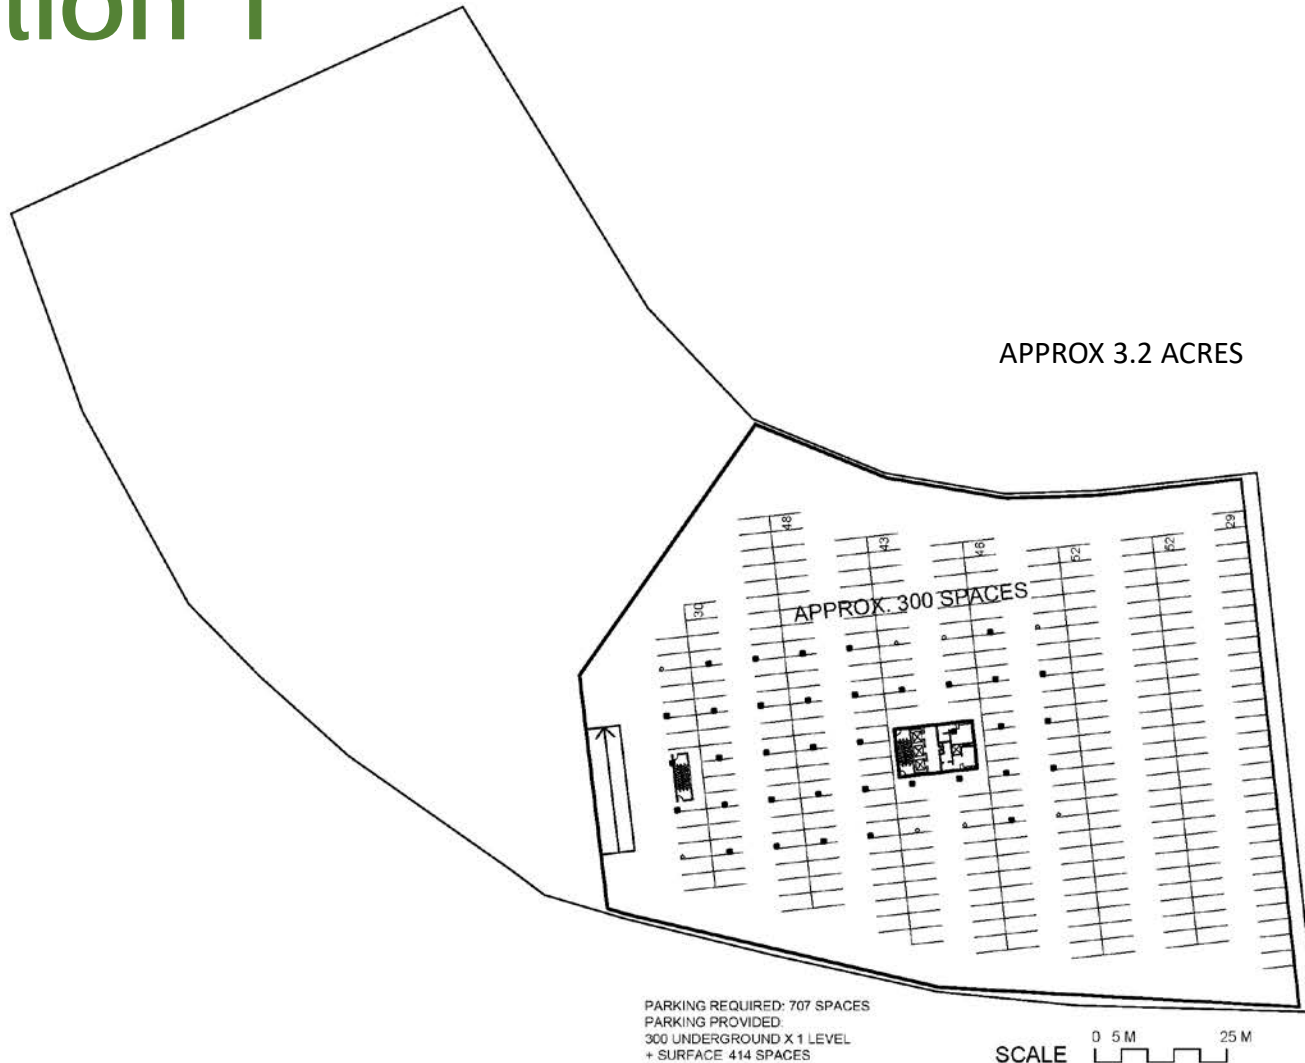 tion 1
APPROX 3.2 ACRES
48
43
46
52
52
29
30
APPROX. 300 SPACES
PARKING REQUIRED: 707 SPACES
PARKING PROVIDED:
300 UNDERGROUND X 1 LEVEL
+ SURFACE 414 SPACES
SCALE 0 5 M 25 M